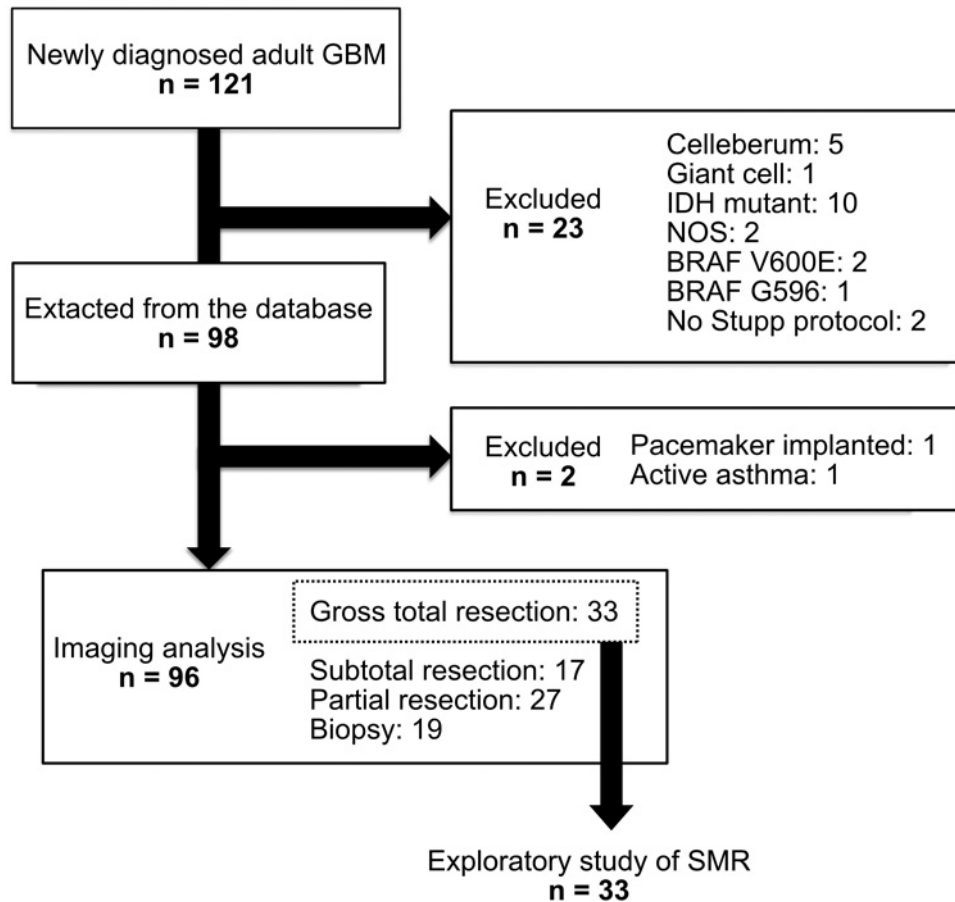 Newly diagnosed adult GBM
n = 121
Excluded
n = 23
Celleberum: 5
Giant cell: 1
IDH mutant: 10
NOS: 2
BRAF V600E: 2
BRAF G596: 1
No Stupp protocol: 2
Extacted from the database
n = 98
Excluded
n = 2
Pacemaker implanted: 1
Active asthma: 1
Imaging analysis
n = 96
Gross total resection: 33
Subtotal resection: 17
Partial resection: 27
Biopsy: 19
Exploratory study of SMR
n = 33